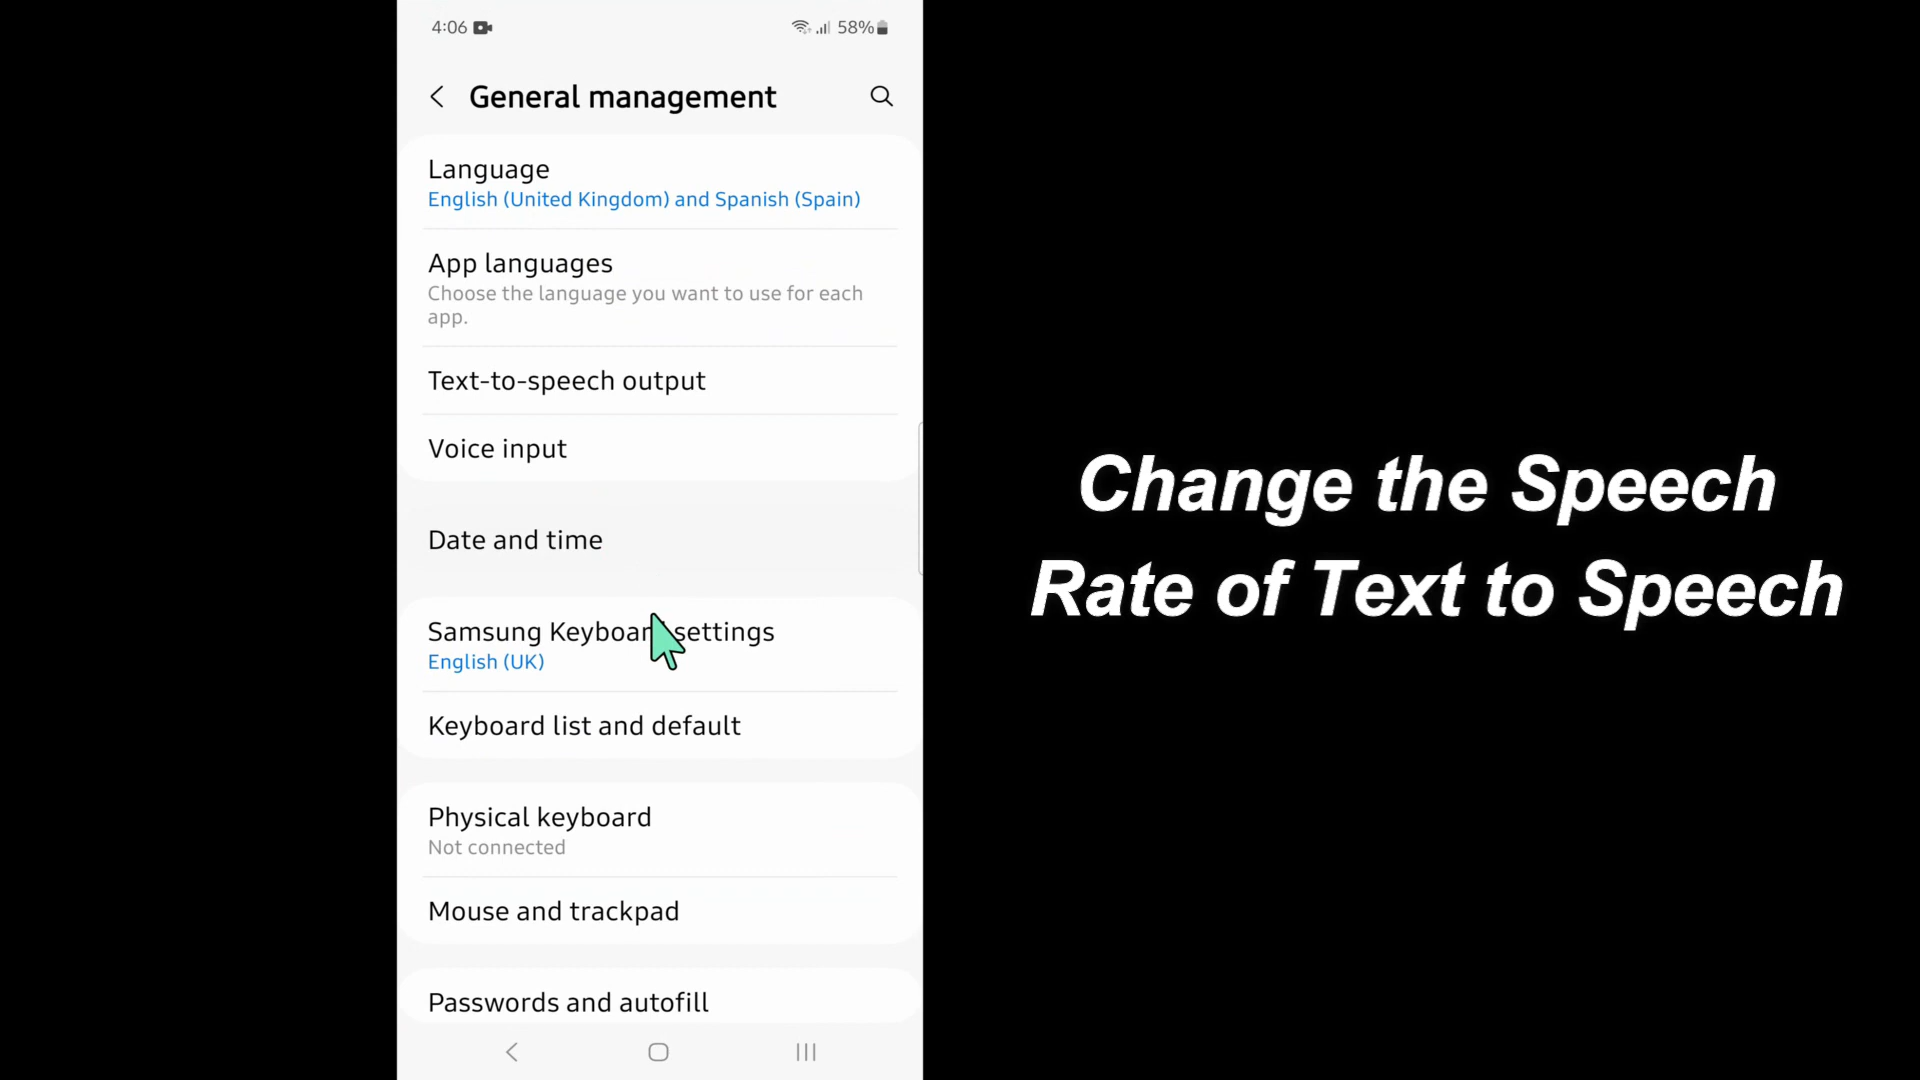 4:06
58%
General management
Language
English (United Kingdom) and Spanish (Spain)
App languages
Choose the language you want to use for each
app.
Text-to-speech output
Voice input
Date and time
Samsung Keyboard settings
English (UK)
Keyboard list and default
Physical keyboard
Not connected
Mouse and trackpad
Passwords and autofill
Change the Speech
Rate of Text to Speech